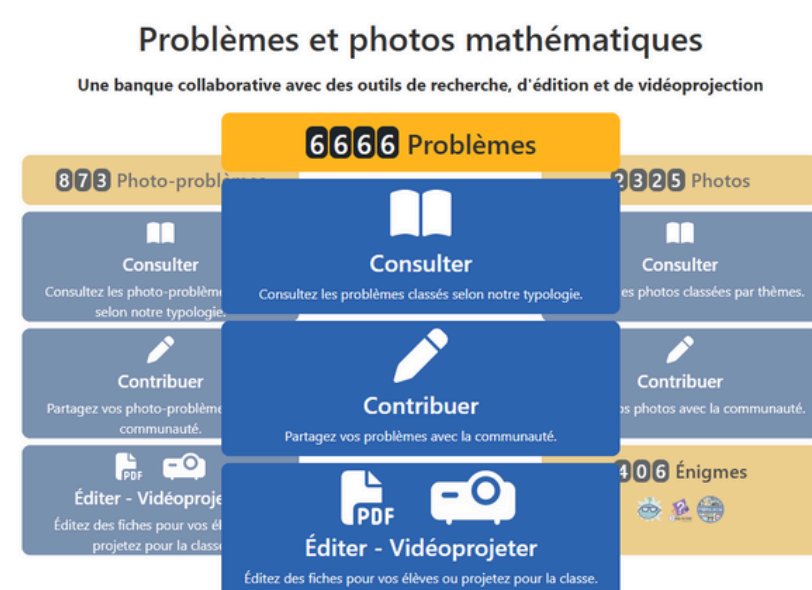 Problèmes et photos mathématiques
Une banque collaborative avec des outils de recherche, d'édition et de vidéoprojection
6666 Problèmes
Consulter
Consultez les problèmes classés selon notre typologie.
Contribuer
Partagez vos problèmes avec la communauté.
PDF
Éditer - Vidéoprojeter
Éditez des fiches pour vos élèves ou projetez pour la classe.
873 Photo-problèmes
Consulter
Consultez les photo-problème
selon notre typologie.
Contribuer
Partagez vos photo-problème
communauté.
PDF
Éditer - Vidéoproje
Éditez des fiches pour vos él
projetez pour la classe
2325 Photos
Consulter
es photos classées par thèmes.
Contribuer
os photos avec la communauté.
406 Énigmes